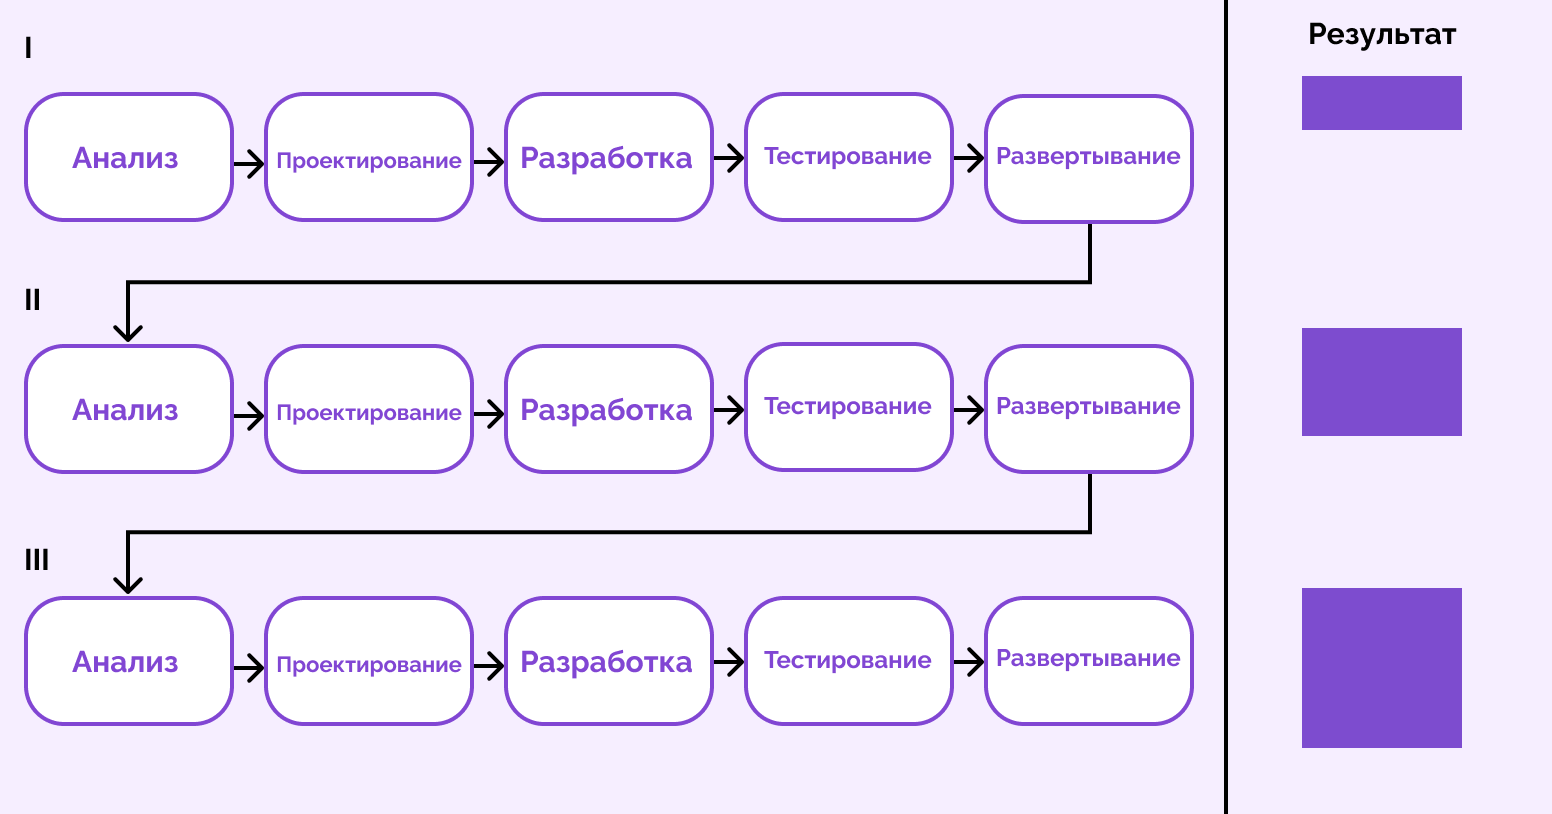 I
Результат
Анализ
Проектирование
Разработка
Тестирование
Развертывание
II
Анализ
Проектирование
Разработка
Тестирование
Развертывание
III
Анализ
Проектирование
Разработка
Тестирование
Развертывание